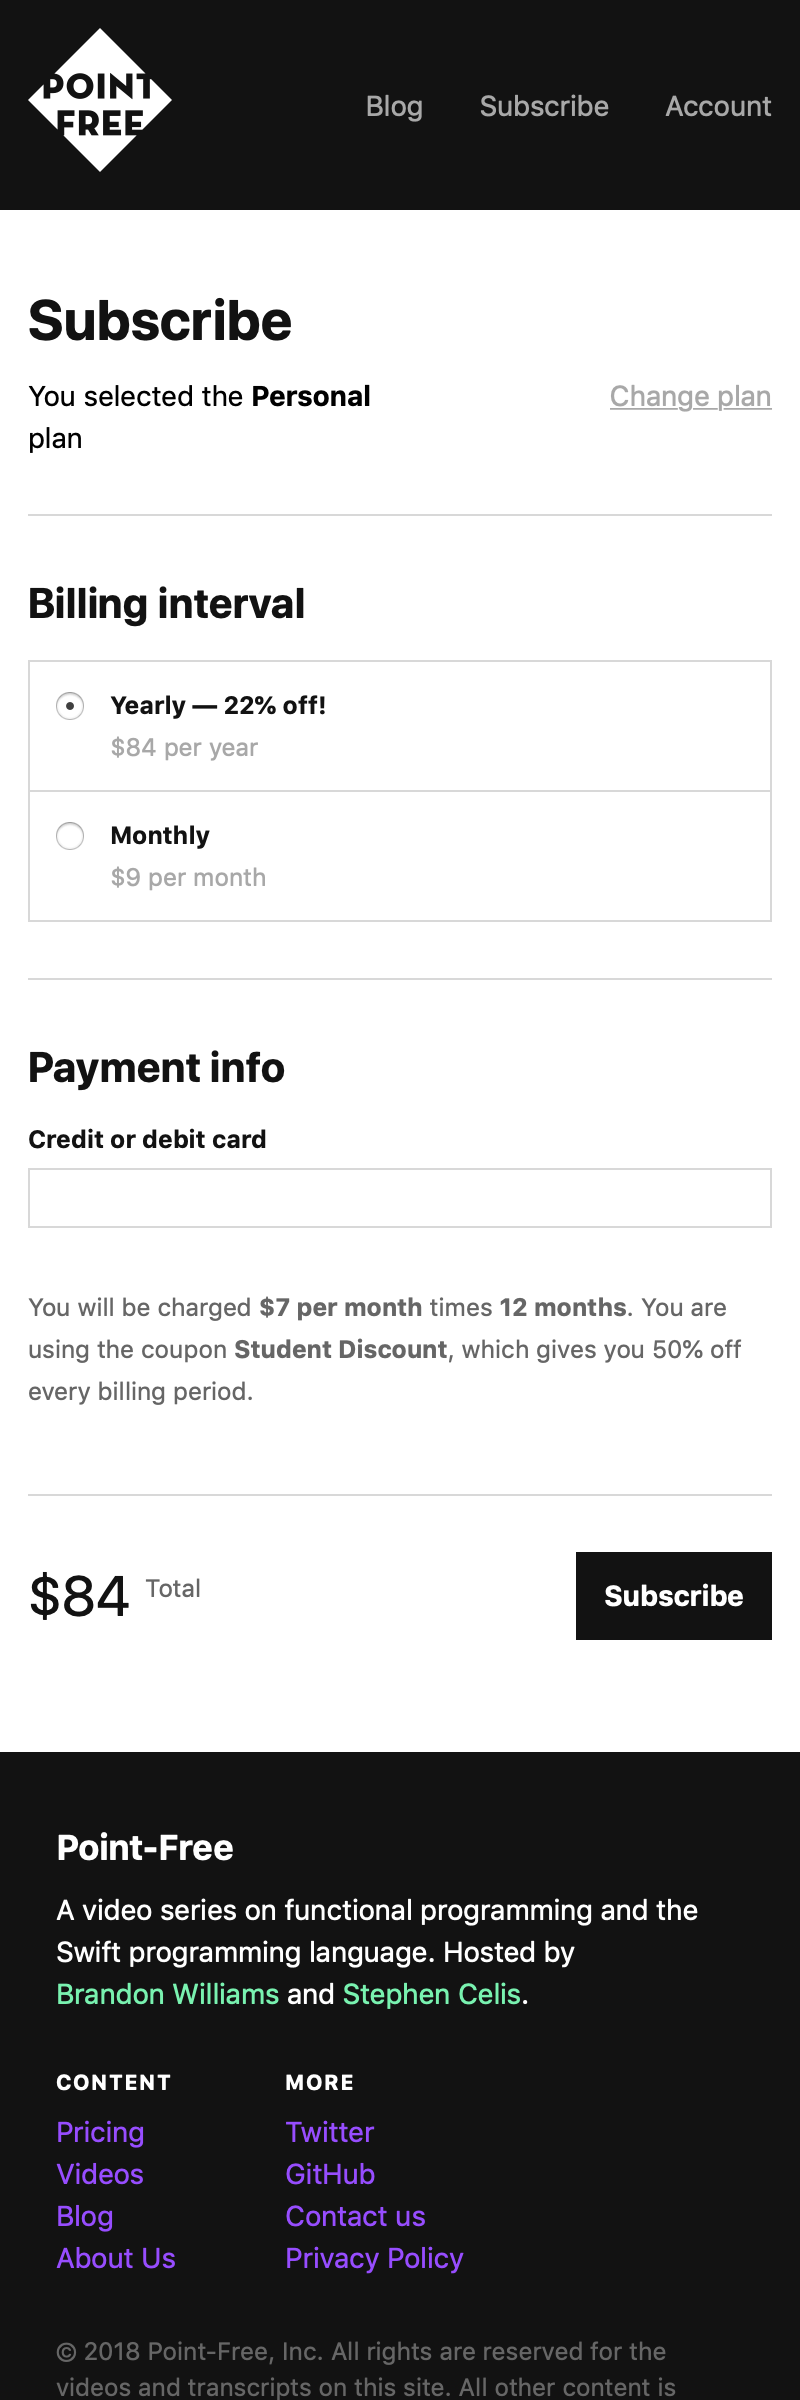 POINT
FREE
Blog Subscribe Account
Subscribe
You selected the Personal
plan
Change plan
Billing interval
Yearly — 22% off!
$84 per year
Monthly
$9 per month
Payment info
Credit or debit card
You will be charged $7 per month times 12 months. You are
using the coupon Student Discount, which gives you 50% off
every billing period.
$84 Total
Subscribe
Point-Free
A video series on functional programming and the
Swift programming language. Hosted by
Brandon Williams and Stephen Celis.
CONTENT
Pricing
Videos
Blog
About Us
MORE
Twitter
GitHub
Contact us
Privacy Policy
© 2018 Point-Free, Inc. All rights are reserved for the
videos and transcripts on this site. All other content is